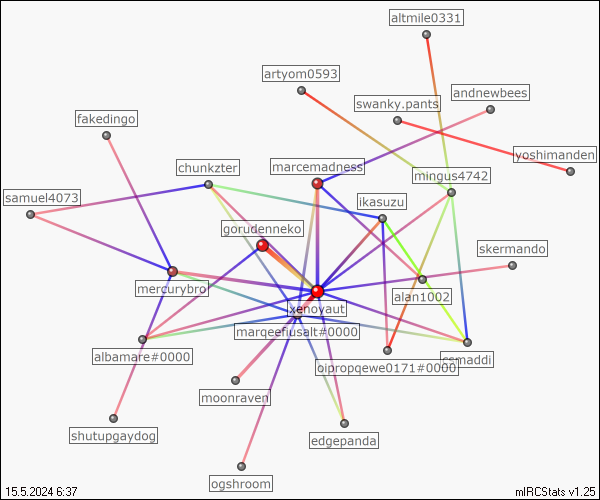 altmile0331
artyom0593
andnewbees
swanky.pants
fakedingo
yoshimanden
chunkzter
marcemadness
mingus4742
samuel4073
ikasuzu
gorudenneko
skermando
mercurybro
alan1002
xenoyaut
marqeefiusalt#0000
albamare#0000
csmaddi
oipropqewe0171#0000
moonraven
shutupgaydog
edgepanda
ogshroom
15.5.2024 6:37
mIRCStats v1.25